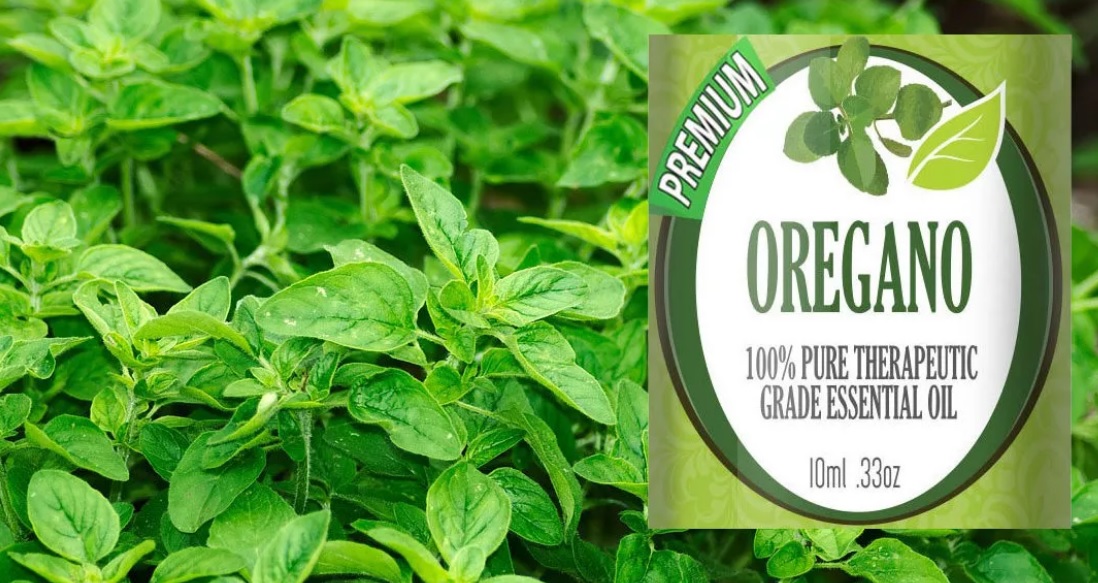 PREMIUM
OREGANO
100% PURE THERAPEUTIC
GRADE ESSENTIAL OIL
10ml .33oz